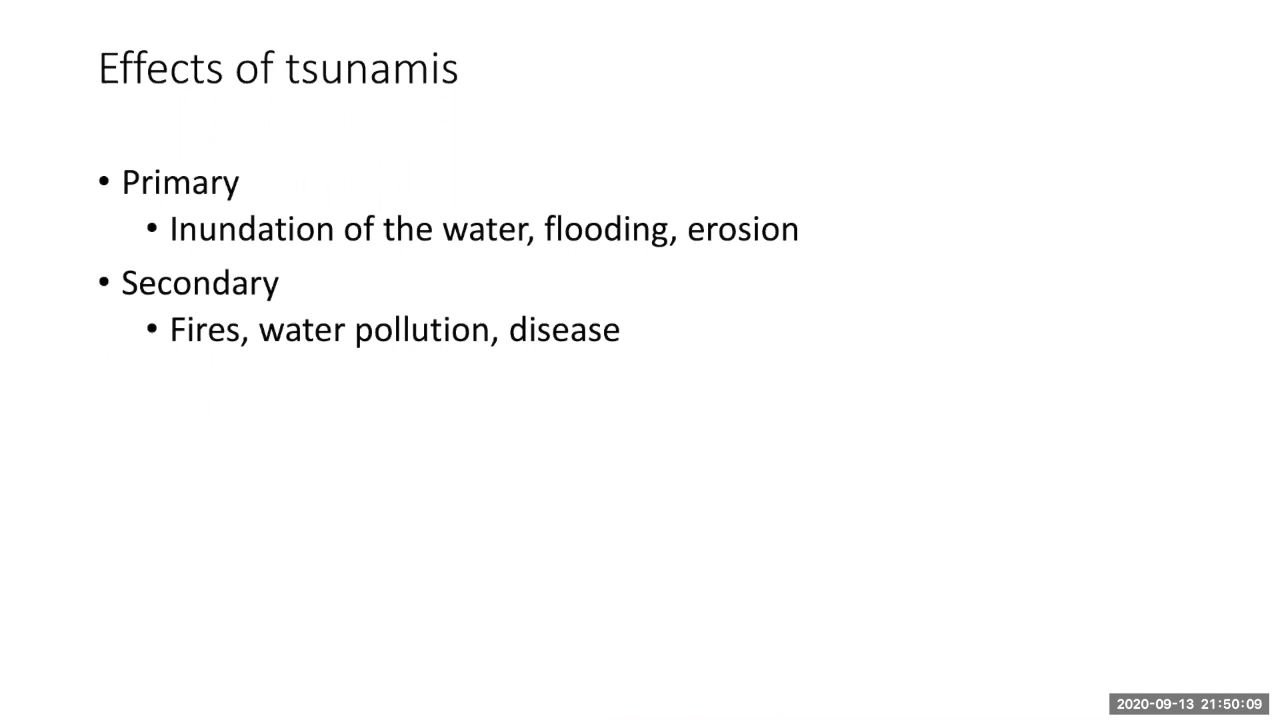 Effects of tsunamis
• Primary
• Inundation of the water, flooding, erosion
• Secondary
• Fires, water pollution, disease
2020-09-13 21:50:09